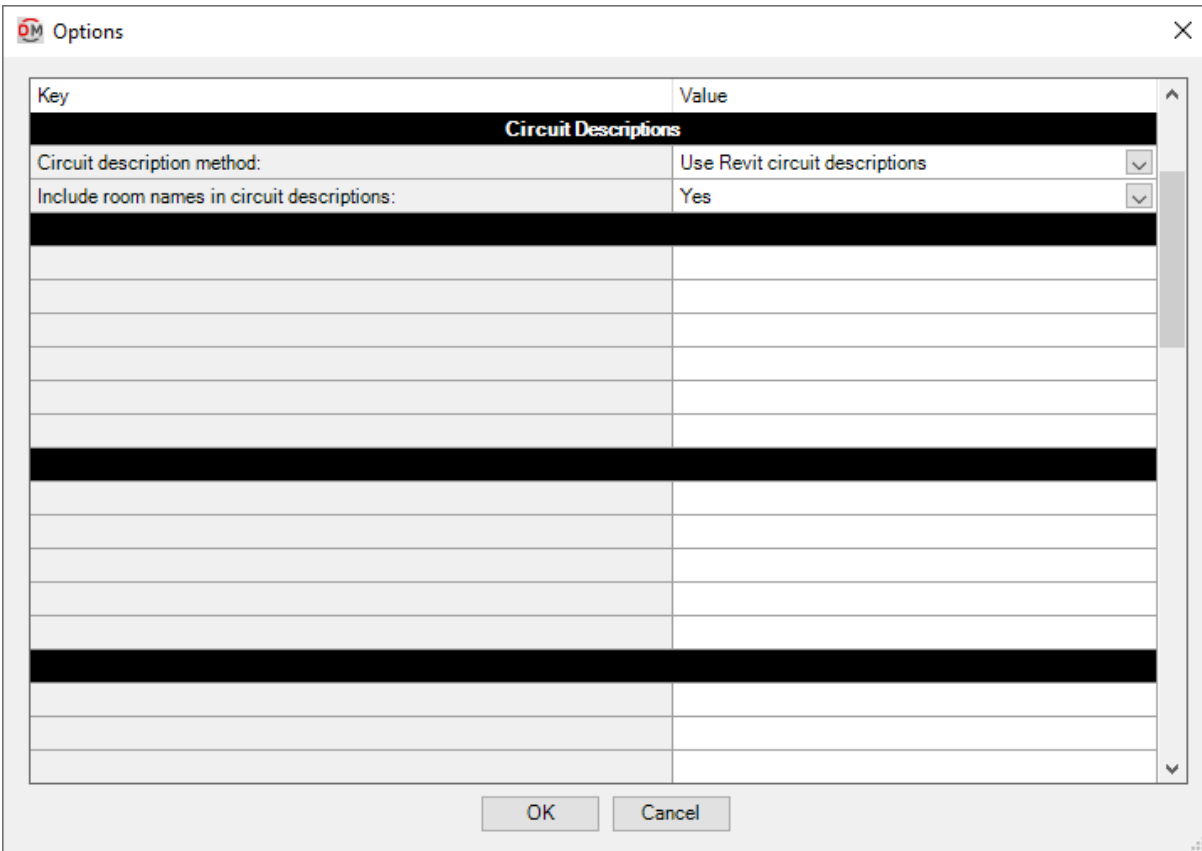 DM Options
Key Value
Circuit Descriptions
Circuit description method: Use Revit circuit descriptions
Include room names in circuit descriptions: Yes
OK Cancel